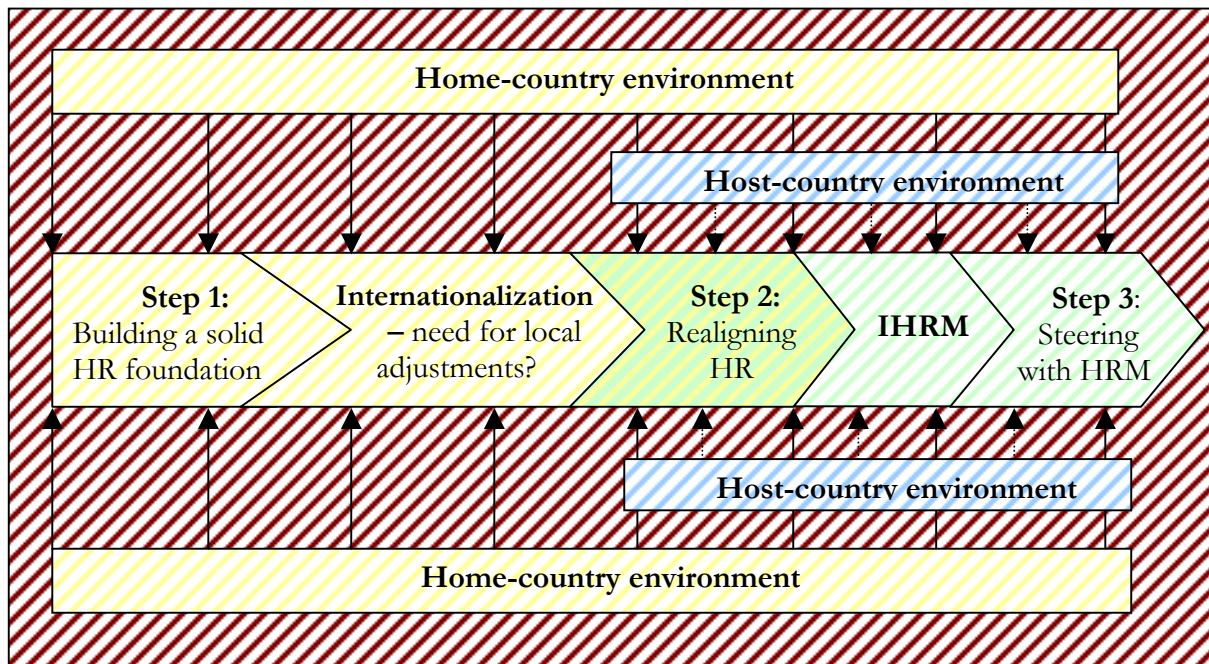 Home-country environment
Host-country environment
Step 1:
Building a solid
HR foundation
Internationalization
– need for local
adjustments?
Step 2:
Realigning
HR
IHRM
Step 3:
Steering
with HRM
Host-country environment
Home-country environment